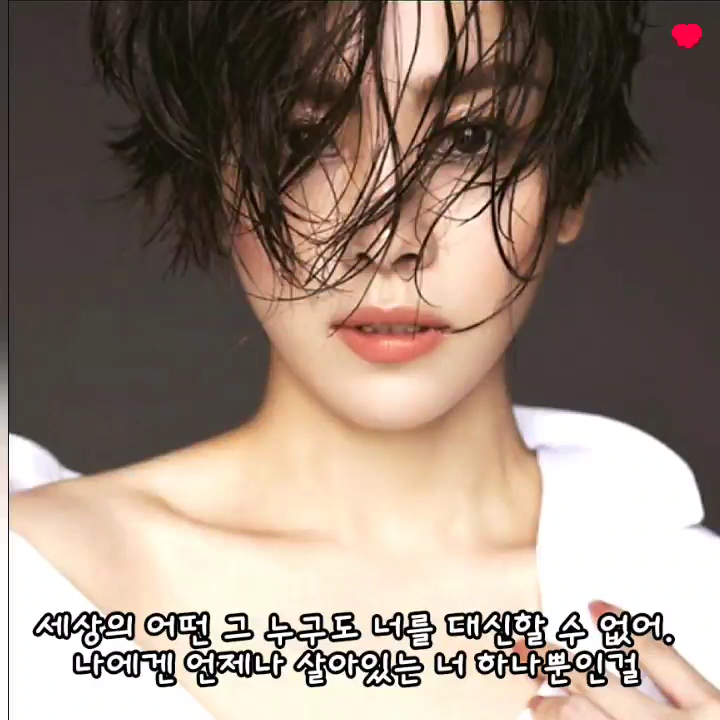 세상의 어떤 그 누구도 너를 대신할 수 없어.
나에겐 언제나 살아있는 너 하나뿐인걸